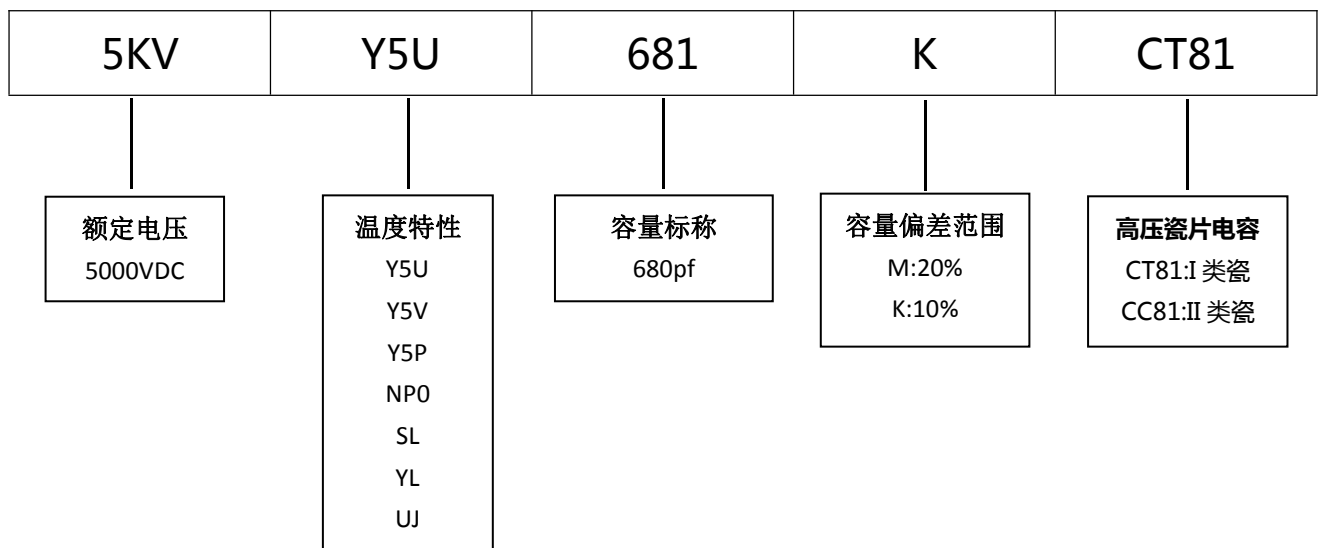 5KV Y5U 681 K CT81
额定电压
5000VDC
温度特性
Y5U
Y5V
Y5P
NP0
SL
YL
UJ
容量标称
680pf
容量偏差范围
M:20%
K:10%
高压瓷片电容
CT81:I 类瓷
CC81:II 类瓷